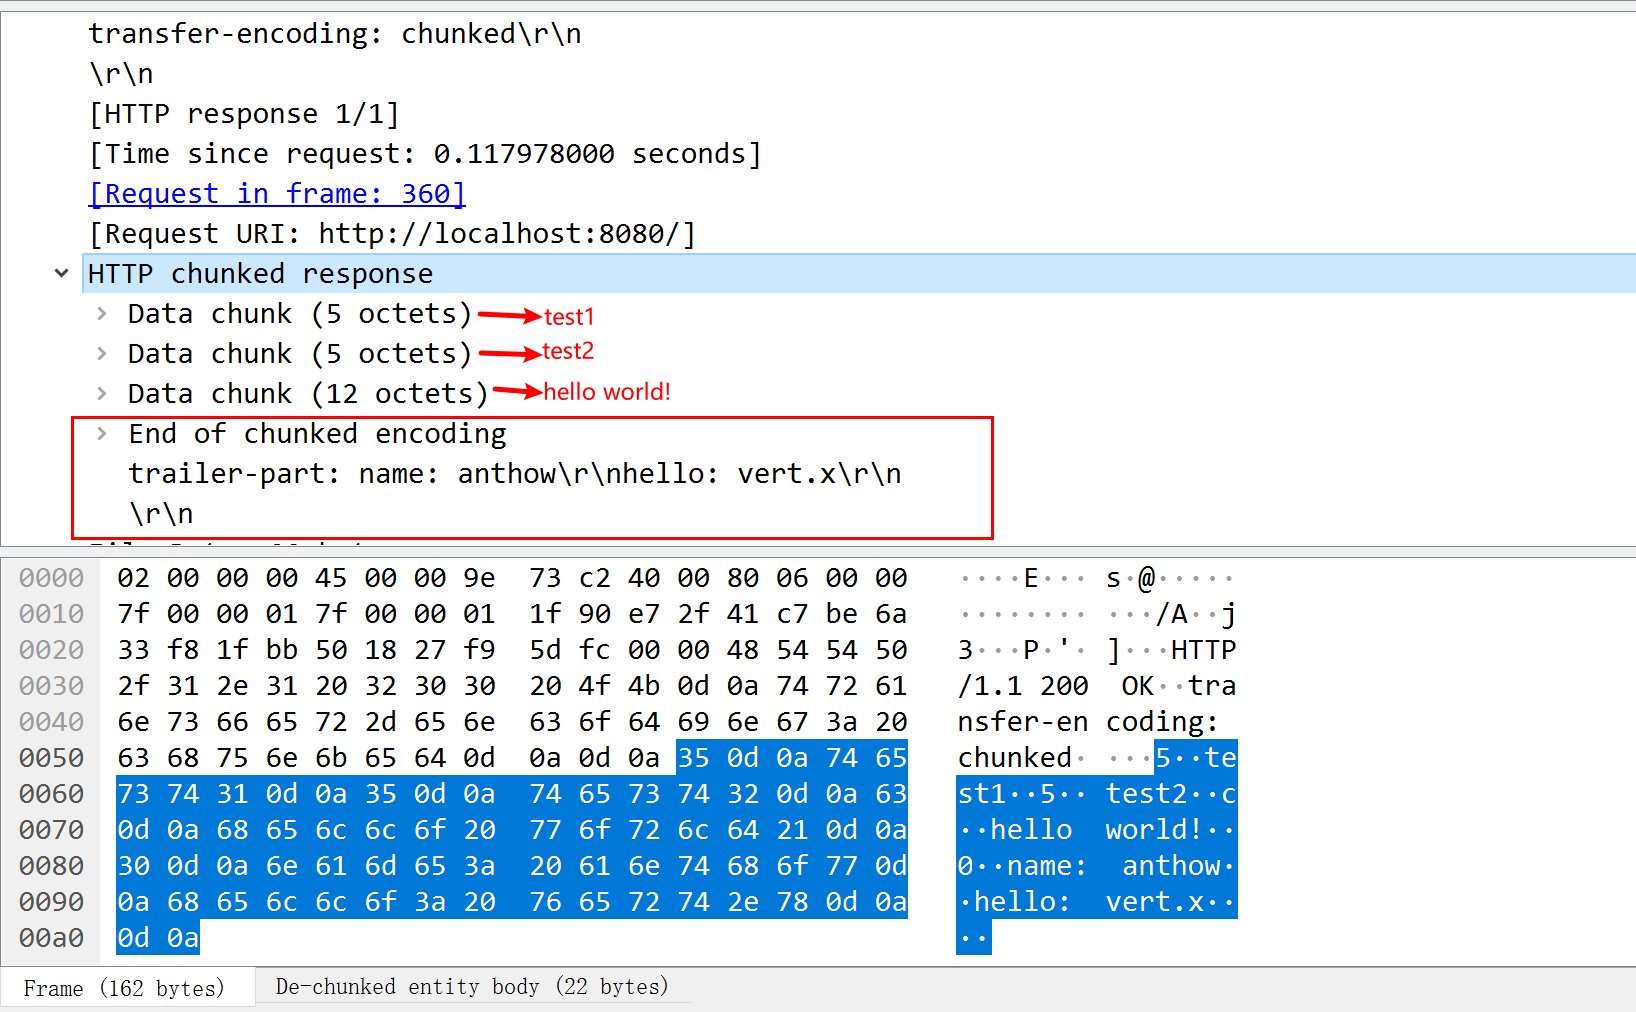 transfer-encoding: chunked\r\n
\r\n
[HTTP response 1/1]
[Time since request: 0.117978000 seconds]
[Request in frame: 360]
[Request URI: http://localhost:8080/]
HTTP chunked response
Data chunk (5 octets) test1
Data chunk (5 octets) test2
Data chunk (12 octets) hello world!
End of chunked encoding
trailer-part: name: anthow\r\nhello: vert.x\r\n
\r\n
0000 02 00 00 00 45 00 00 9e 73 c2 40 00 80 06 00 00 ····E··· s·@·····
0010 7f 00 00 01 7f 00 00 01 1f 90 e7 2f 41 c7 be 6a ········ ···/A··j
0020 33 f8 1f bb 50 18 27 f9 5d fc 00 00 48 54 54 50 3···P·'· ]···HTTP
0030 2f 31 2e 31 20 32 30 30 20 4f 4b 0d 0a 74 72 61 /1.1 200 OK··tra
0040 6e 73 66 65 72 2d 65 6e 63 6f 64 69 6e 67 3a 20 nsfer-en coding:
0050 63 68 75 6e 6b 65 64 0d 0a 0d 0a 35 0d 0a 74 65 chunked· ···5··te
0060 73 74 31 0d 0a 35 0d 0a 74 65 73 74 32 0d 0a 63 st1··5·· test2··c
0070 0d 0a 68 65 6c 6c 6f 20 77 6f 72 6c 64 21 0d 0a ··hello world!··
0080 30 0d 0a 6e 61 6d 65 3a 20 61 6e 74 68 6f 77 0d 0··name: anthow·
0090 0a 68 65 6c 6c 6f 3a 20 76 65 72 74 2e 78 0d 0a ·hello: vert.x··
00a0 0d 0a ··
Frame (162 bytes) De-chunked entity body (22 bytes)